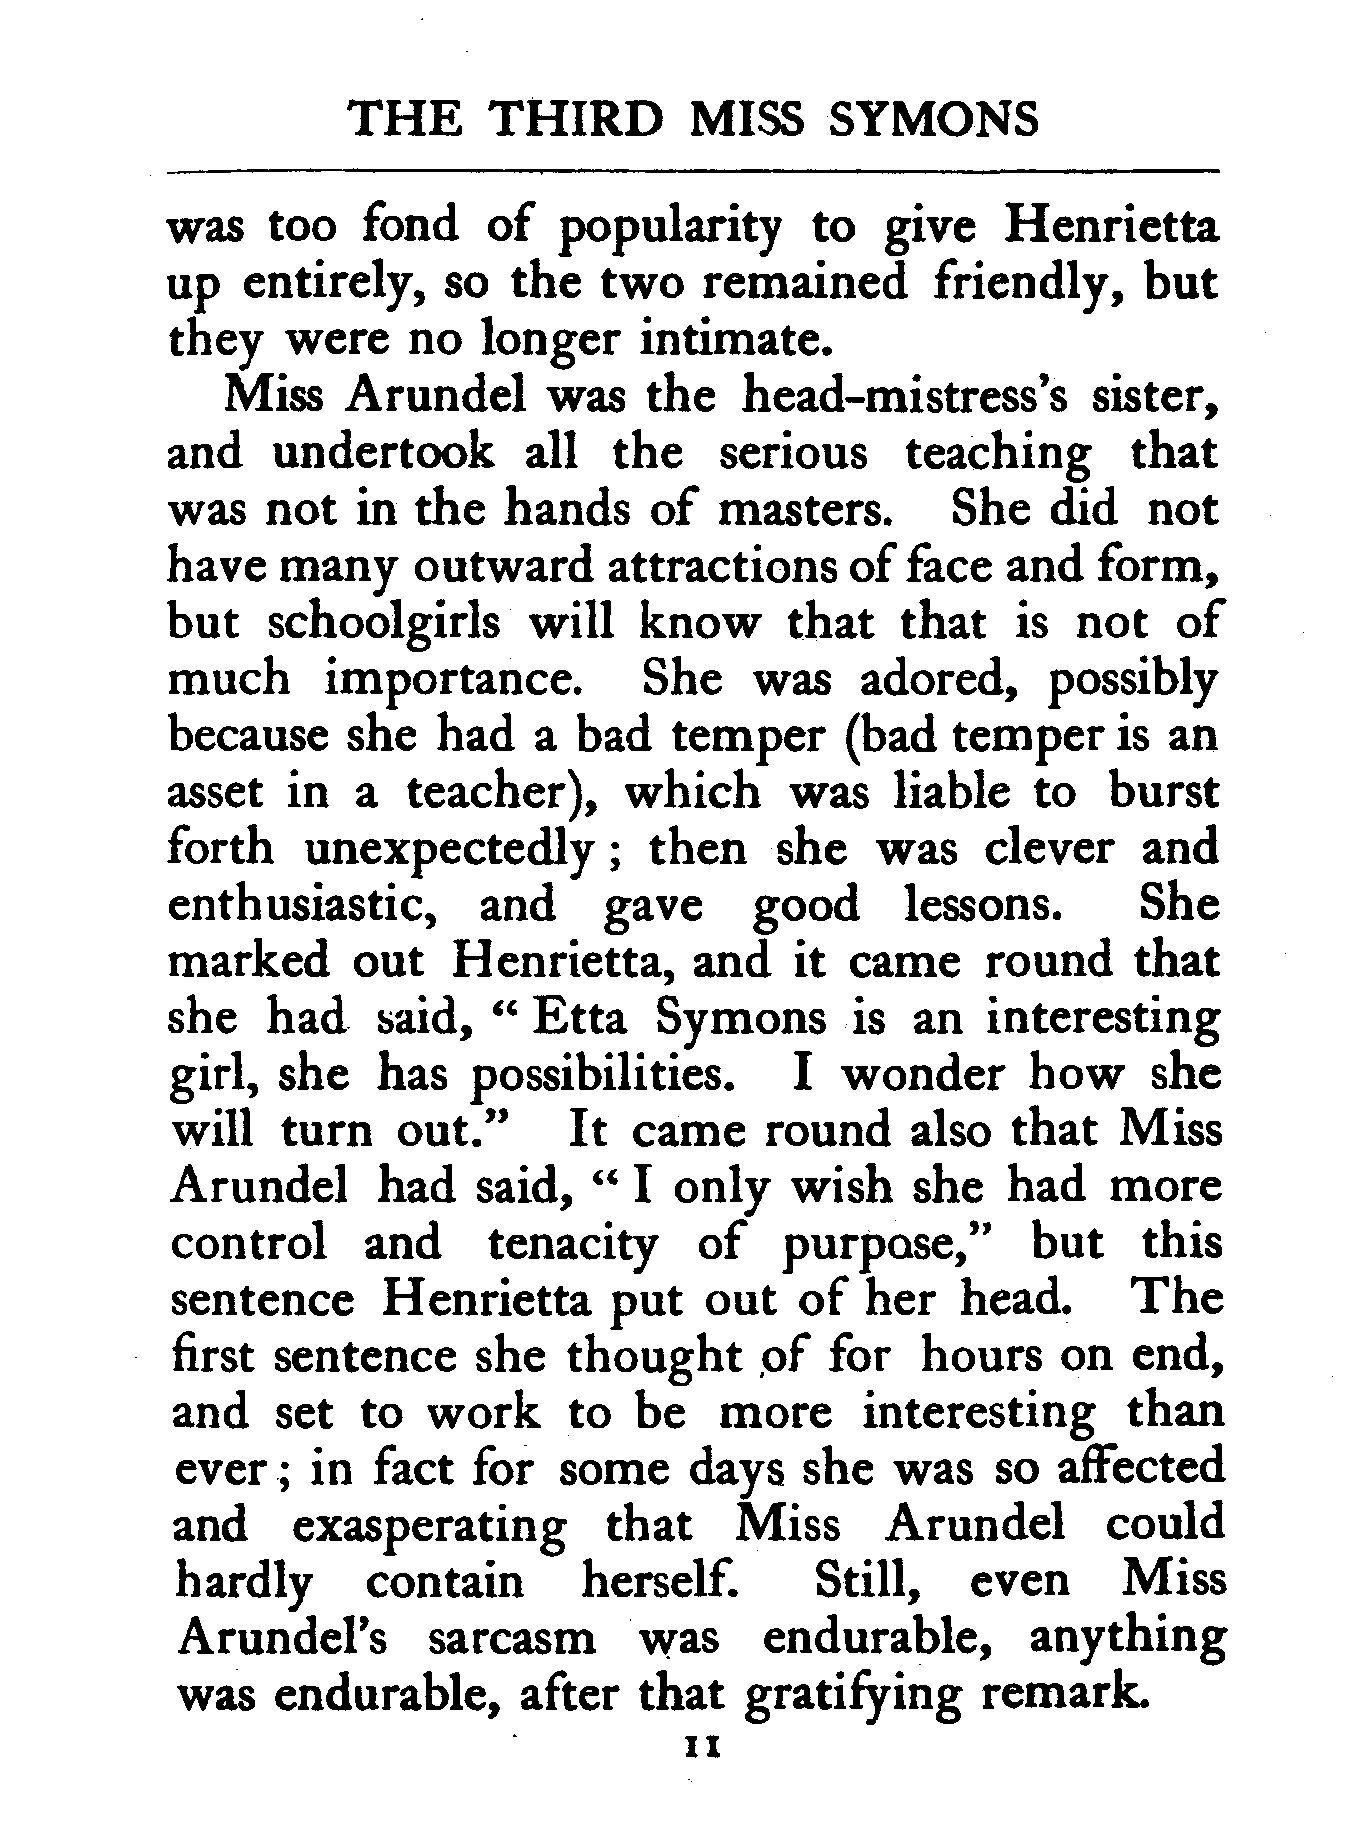 THE THIRD MISS SYMONS
was too fond of popularity to give Henrietta
up entirely, so the two remained friendly, but
they were no longer intimate.
Miss Arundel was the head-mistress's sister,
and undertook all the serious teaching that
was not in the hands of masters. She did not
have many outward attractions of face and form,
but schoolgirls will know that that is not of
much importance. She was adored, possibly
because she had a bad temper (bad temper is an
asset in a teacher), which was liable to burst
forth unexpectedly ; then she was clever and
enthusiastic, and gave good lessons. She
marked out Henrietta, and it came round that
she had said, “ Etta Symons is an interesting
girl, she has possibilities. I wonder how she
will turn out.” It came round also that Miss
Arundel had said, “ I only wish she had more
control and tenacity of purpose,” but this
sentence Henrietta put out of her head. The
first sentence she thought of for hours on end,
and set to work to be more interesting than
ever ; in fact for some days she was so affected
and exasperating that Miss Arundel could
hardly contain herself. Still, even Miss
Arundel's sarcasm was endurable, anything
was endurable, after that gratifying remark.
11